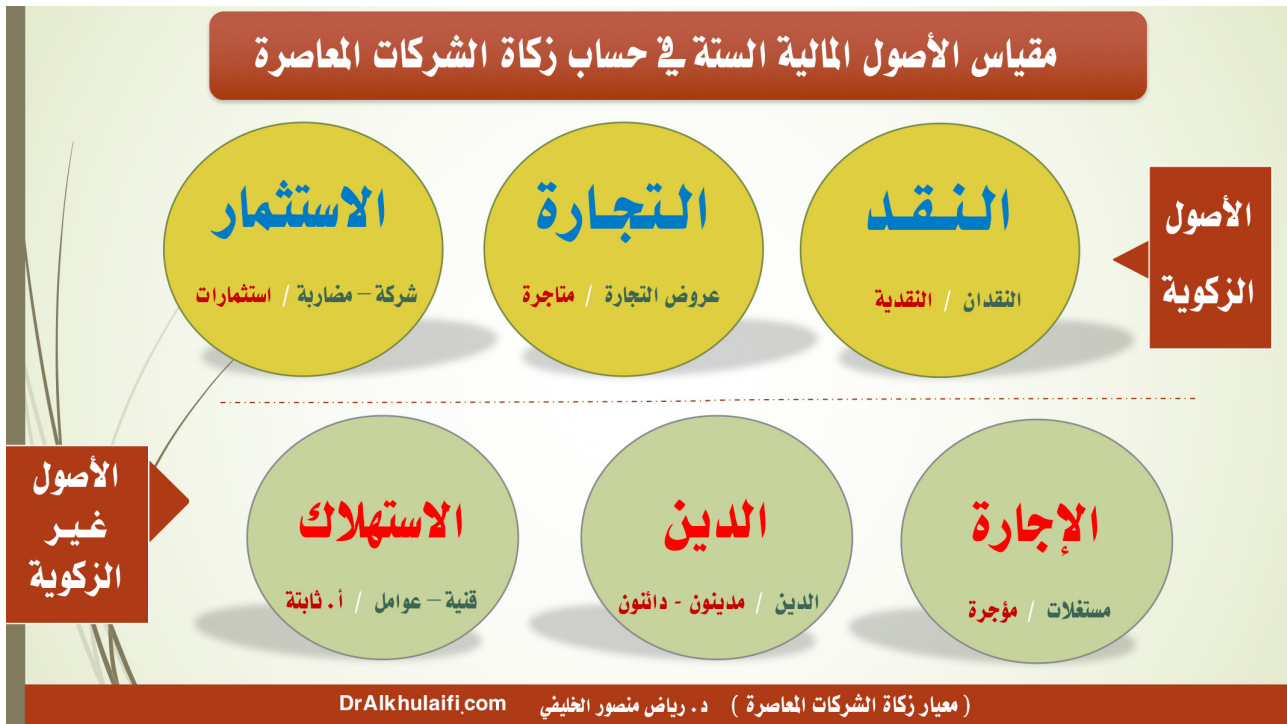 مقياس الأصول المالية الستة في حساب زكاة الشركات المعاصرة
الأصول
الزكوية
النقد
النقدان / النقدية
التجارة
عروض التجارة / متاجرة
الاستثمار
شركة – مضاربة / استثمارات
الإجارة
مستغلات / مؤجرة
الدين
الدين / مدينون - دائنون
الاستهلاك
قنية – عوامل / أ. ثابتة
الأصول
غير
الزكوية
( معيار زكاة الشركات المعاصرة ) د. رياض منصور الخليفي DrAlkhulaifi.com